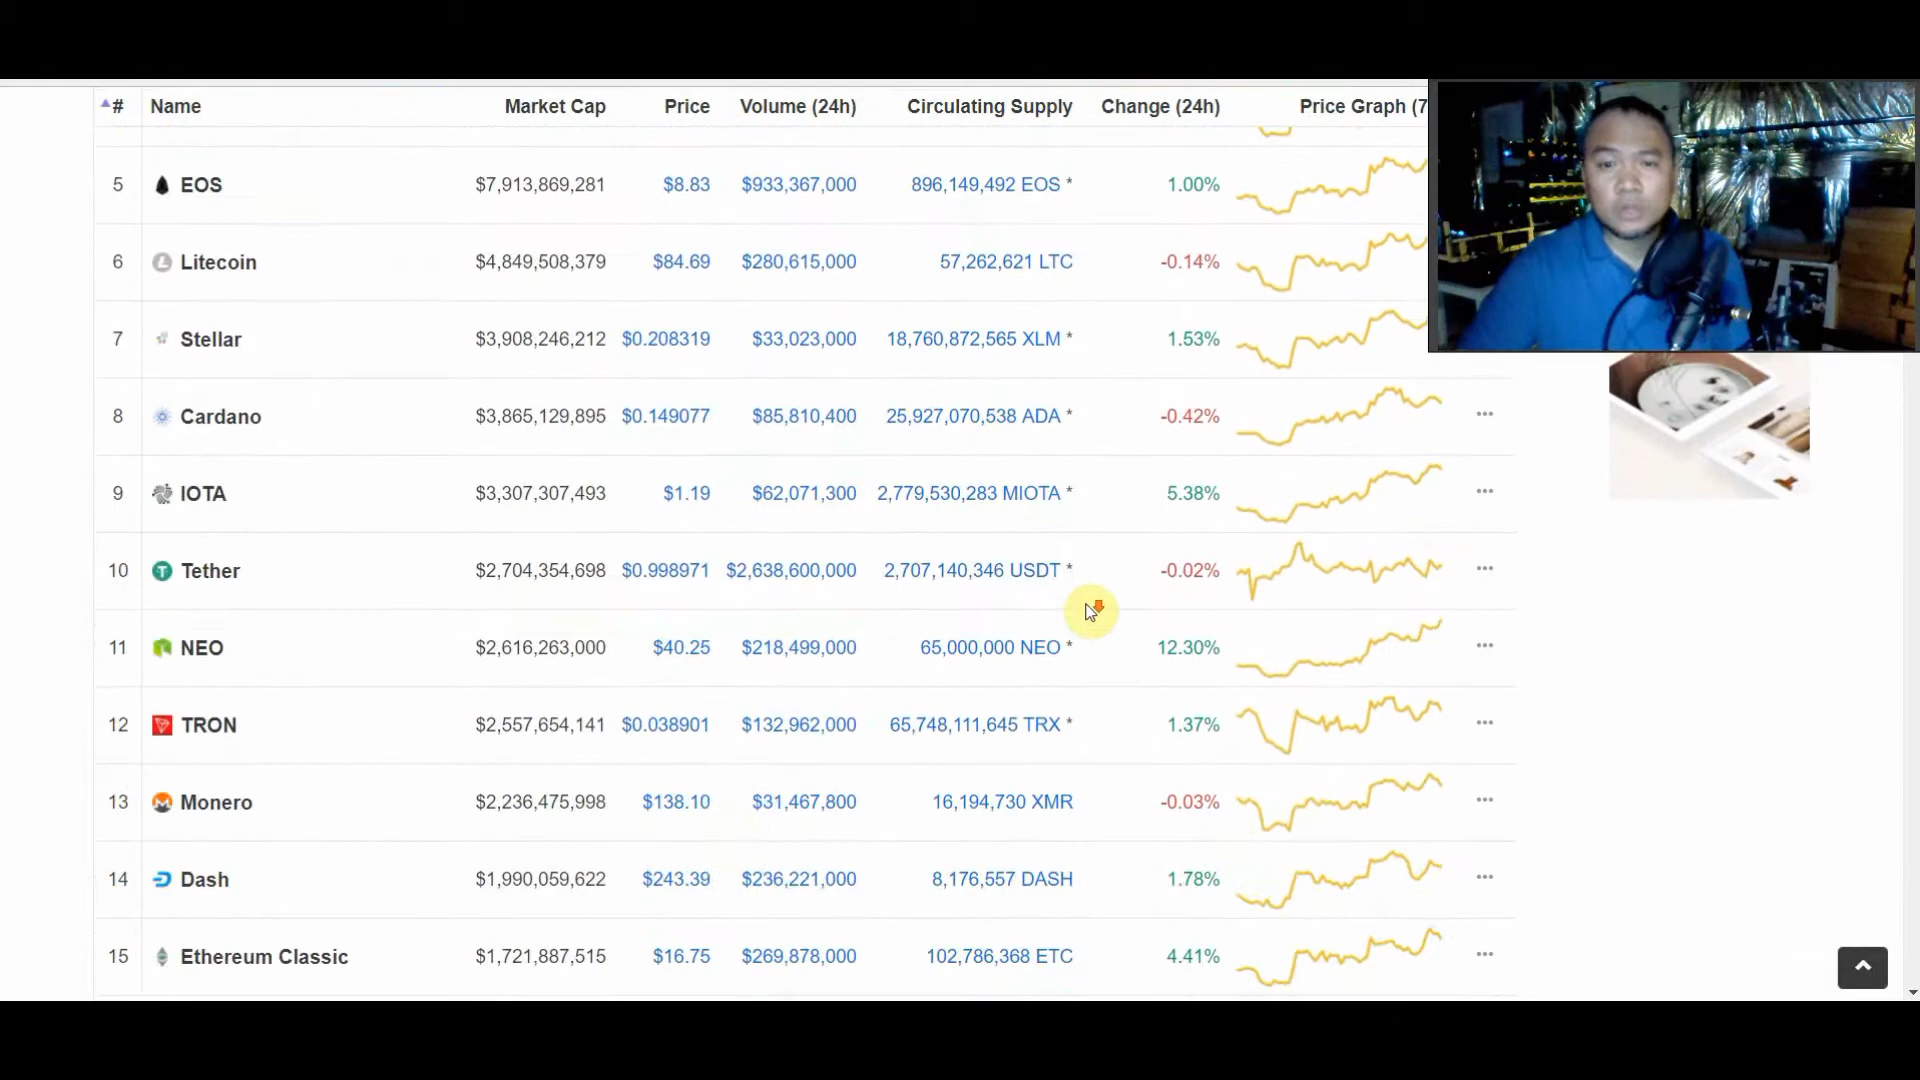 # Name Market Cap Price Volume (24h) Circulating Supply Change (24h) Price Graph (7
5 EOS $7,913,869,281 $8.83 $933,367,000 896,149,492 EOS * 1.00%
6 Litecoin $4,849,508,379 $84.69 $280,615,000 57,262,621 LTC -0.14%
7 Stellar $3,908,246,212 $0.208319 $33,023,000 18,760,872,565 XLM * 1.53%
8 Cardano $3,865,129,895 $0.149077 $85,810,400 25,927,070,538 ADA * -0.42%
9 IOTA $3,307,307,493 $1.19 $62,071,300 2,779,530,283 MIOTA * 5.38%
10 Tether $2,704,354,698 $0.998971 $2,638,600,000 2,707,140,346 USDT * -0.02%
11 NEO $2,616,263,000 $40.25 $218,499,000 65,000,000 NEO * 12.30%
12 TRON $2,557,654,141 $0.038901 $132,962,000 65,748,111,645 TRX * 1.37%
13 Monero $2,236,475,998 $138.10 $31,467,800 16,194,730 XMR -0.03%
14 Dash $1,990,059,622 $243.39 $236,221,000 8,176,557 DASH 1.78%
15 Ethereum Classic $1,721,887,515 $16.75 $269,878,000 102,786,368 ETC 4.41%